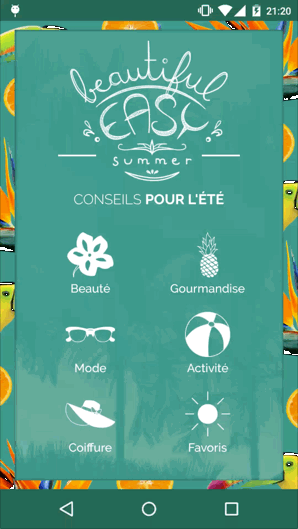 21:20
beautiful
EASY
summer
CONSEILS POUR L'ÉTÉ
Beauté Gourmandise
Mode Activité
Coiffure Favoris